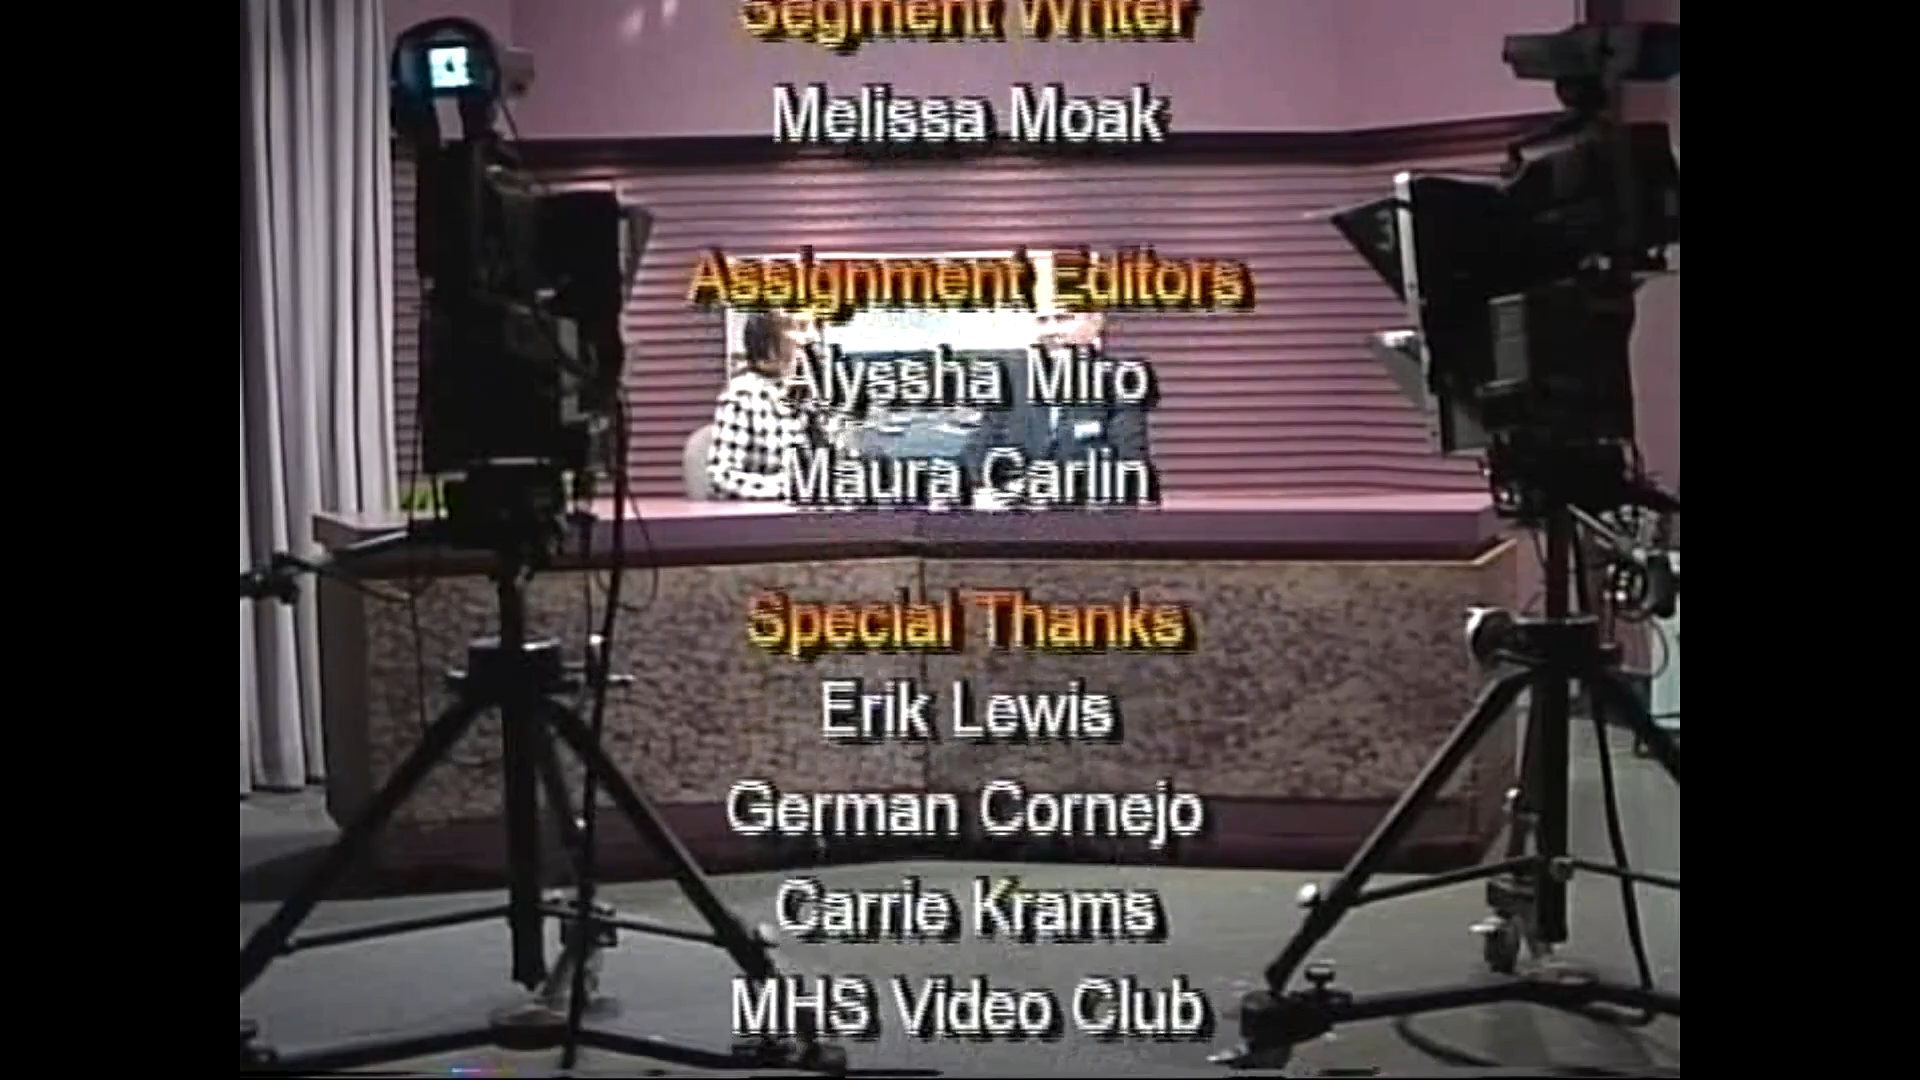 Segment Writer
Melissa Moak
Assignment Editors
Alyssha Miro
Maura Carlin
Special Thanks
Erik Lewis
German Cornejo
Carrie Krams
MHS Video Club